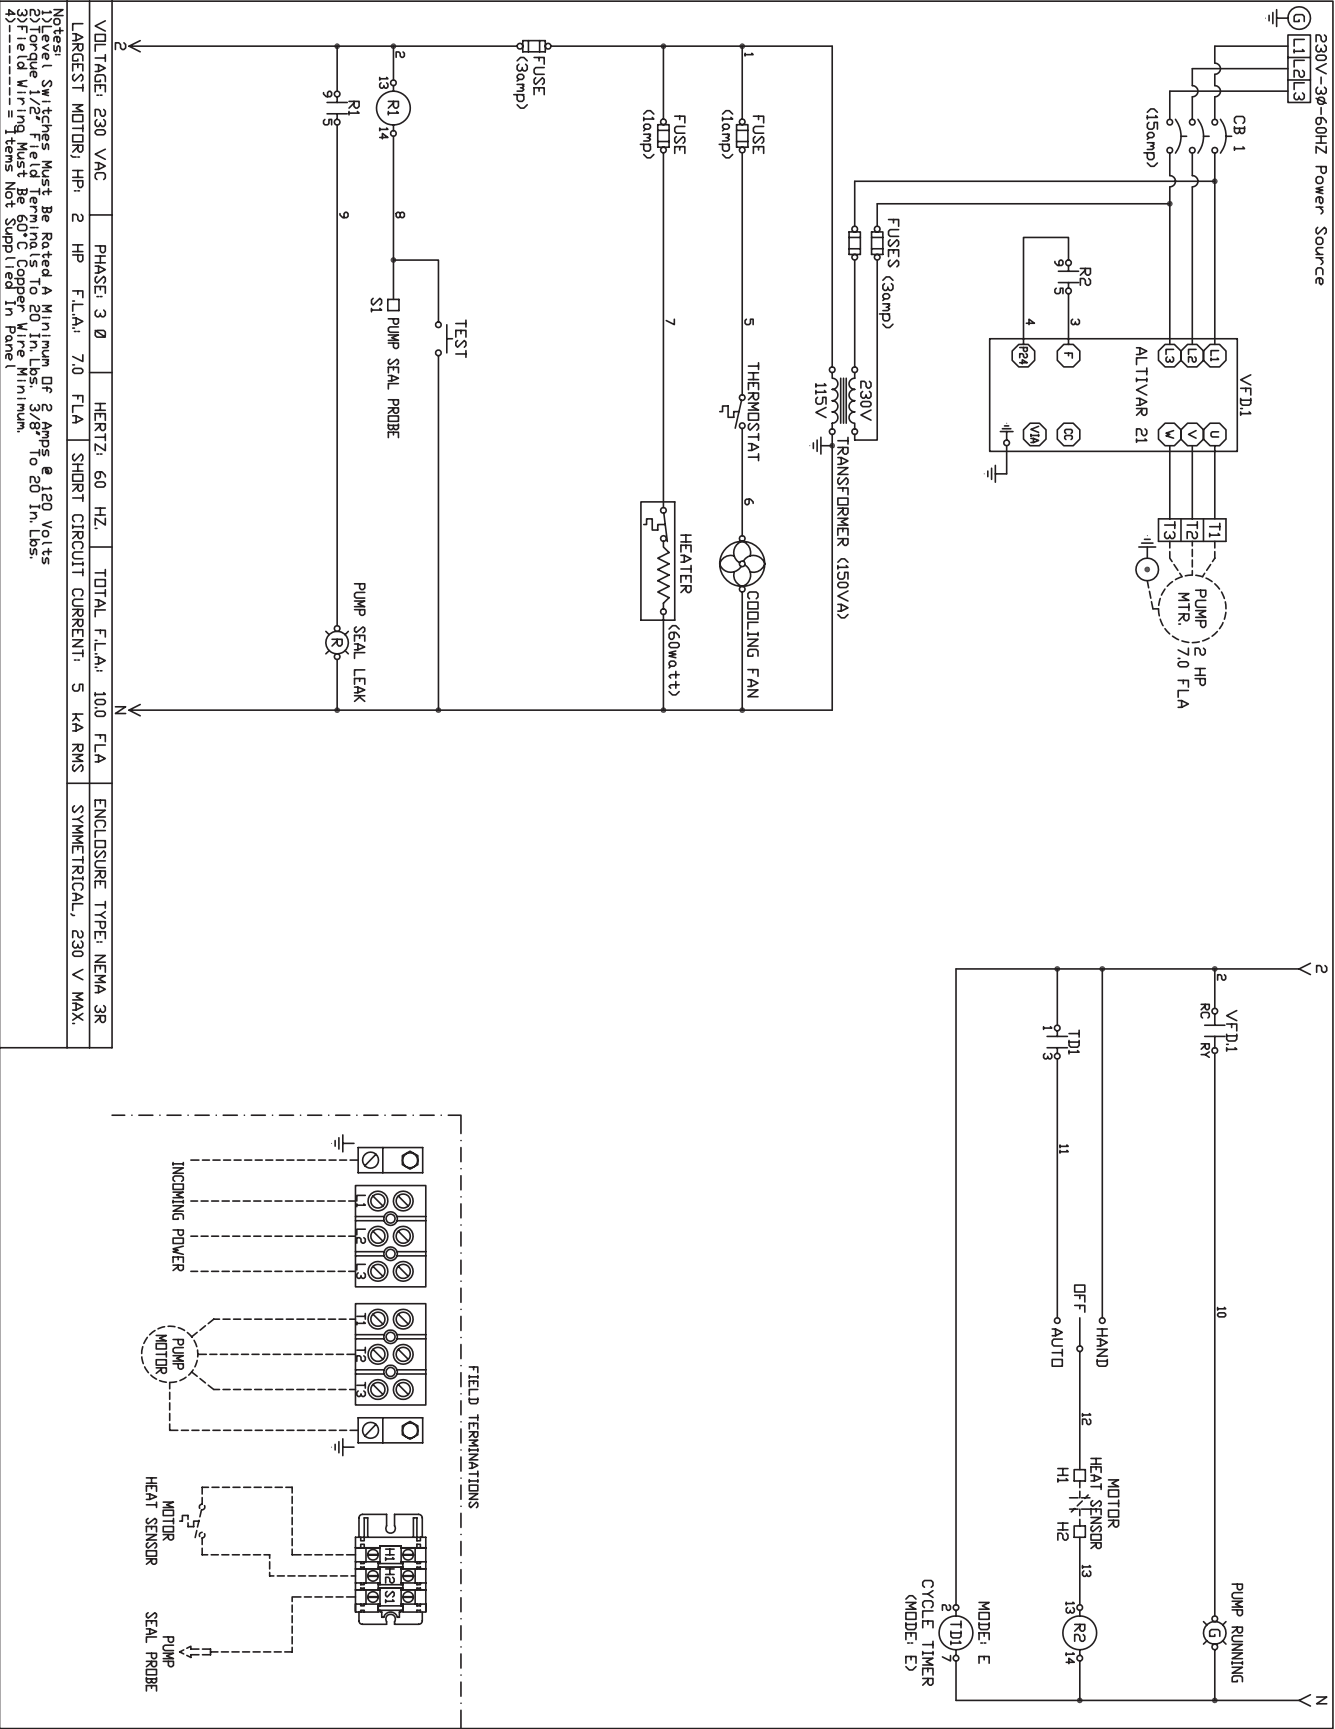 230V-3Ø-60HZ Power Source
G
L1 L2 L3
CB 1
(15amp)
FUSES (3amp)
R2
9 5
3
4
VFD.1
L1 U
L2 V
L3 W
ALTIVAR 21
F CC
P24 VIA
T1
T2
T3
PUMP
MTR.
2 HP
7.0 FLA
230V
115V
TRANSFORMER (150VA)
1
FUSE
(1amp)
5
THERMOSTAT
6
COOLING FAN
FUSE
(1amp)
7
HEATER
(60watt)
FUSE
(3amp)
TEST
2
13 R1 14
8
S1
PUMP SEAL PROBE
R1
9 5
9
PUMP SEAL LEAK
R
2
N
2
N
2
VFD.1
RC RY
10
PUMP RUNNING
G
HAND
OFF
AUTO
TD1
1 3
11
12
MOTOR
HEAT SENSOR
H1 H2
13
13 R2 14
MODE: E
2 TD1 7
CYCLE TIMER
(MODE: E)
FIELD TERMINATIONS
L1 L2 L3
T1 T2 T3
H1 H2 S1
INCOMING POWER
PUMP
MOTOR
MOTOR
HEAT SENSOR
PUMP
SEAL PROBE
VOLTAGE: 230 VAC PHASE: 3 Ø HERTZ: 60 HZ. TOTAL F.L.A.: 10.0 FLA ENCLOSURE TYPE: NEMA 3R
LARGEST MOTOR; HP: 2 HP F.L.A.: 7.0 FLA SHORT CIRCUIT CURRENT: 5 kA RMS SYMMETRICAL, 230 V MAX.
Notes:
1)Level Switches Must Be Rated A Minimum Of 2 Amps @ 120 Volts
2)Torque 1/2" Field Terminals To 20 In. Lbs. 3/8" To 20 In. Lbs.
3)Field Wiring Must Be 60°C Copper Wire Minimum.
4)------- = Items Not Supplied In Panel